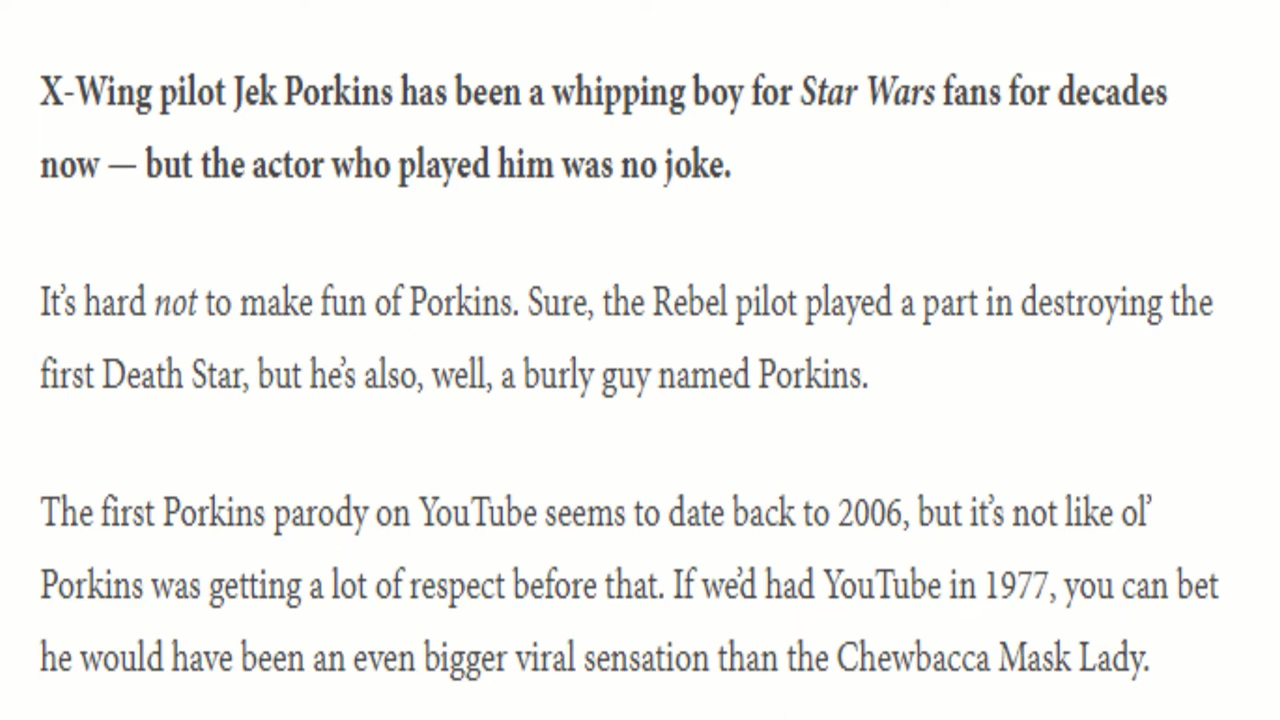 X-Wing pilot Jek Porkins has been a whipping boy for Star Wars fans for decades
now — but the actor who played him was no joke.
It’s hard not to make fun of Porkins. Sure, the Rebel pilot played a part in destroying the
first Death Star, but he’s also, well, a burly guy named Porkins.
The first Porkins parody on YouTube seems to date back to 2006, but it’s not like ol’
Porkins was getting a lot of respect before that. If we’d had YouTube in 1977, you can bet
he would have been an even bigger viral sensation than the Chewbacca Mask Lady.